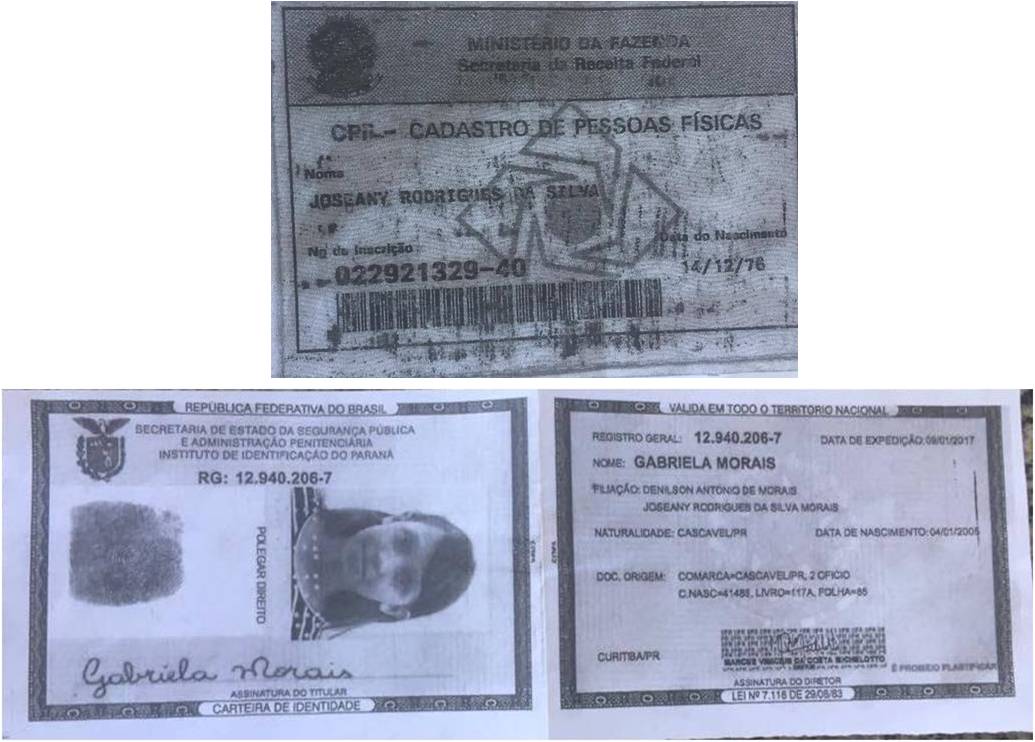 MINISTÉRIO DA FAZENDA
Secretaria da Receita Federal
CADASTRO DE PESSOAS FÍSICAS
Nome
JOSEANY RODRIGUES DA SILVA
No de Inscrição
Data do Nascimento
022921329-40
14/12/76
REPÚBLICA FEDERATIVA DO BRASIL
SECRETARIA DE ESTADO DA SEGURANÇA PÚBLICA
E ADMINISTRAÇÃO PENITENCIÁRIA
INSTITUTO DE IDENTIFICAÇÃO DO PARANÁ
RG: 12.940.206-7
POLEGAR DIREITO
Gabriela Morais
ASSINATURA DO TITULAR
CARTEIRA DE IDENTIDADE
VALIDA EM TODO O TERRITÓRIO NACIONAL
REGISTRO GERAL: 12.940.206-7 DATA DE EXPEDIÇÃO: 09/01/2017
NOME: GABRIELA MORAIS
FILIAÇÃO: DENILSON ANTONIO DE MORAIS
JOSEANY RODRIGUES DA SILVA MORAIS
NATURALIDADE: CASCAVEL/PR DATA DE NASCIMENTO: 04/01/2005
DOC. ORIGEM: COMARCA=CASCAVEL/PR, 2 OFICIO
C.NASC=41488, LIVRO=117A, FOLHA=85
CURITIBA/PR
MARCUS VINICIUS DA COSTA MICHELOTTO
É PROIBIDO PLASTIFICAR
ASSINATURA DO DIRETOR
LEI Nº 7.116 DE 29/08/83